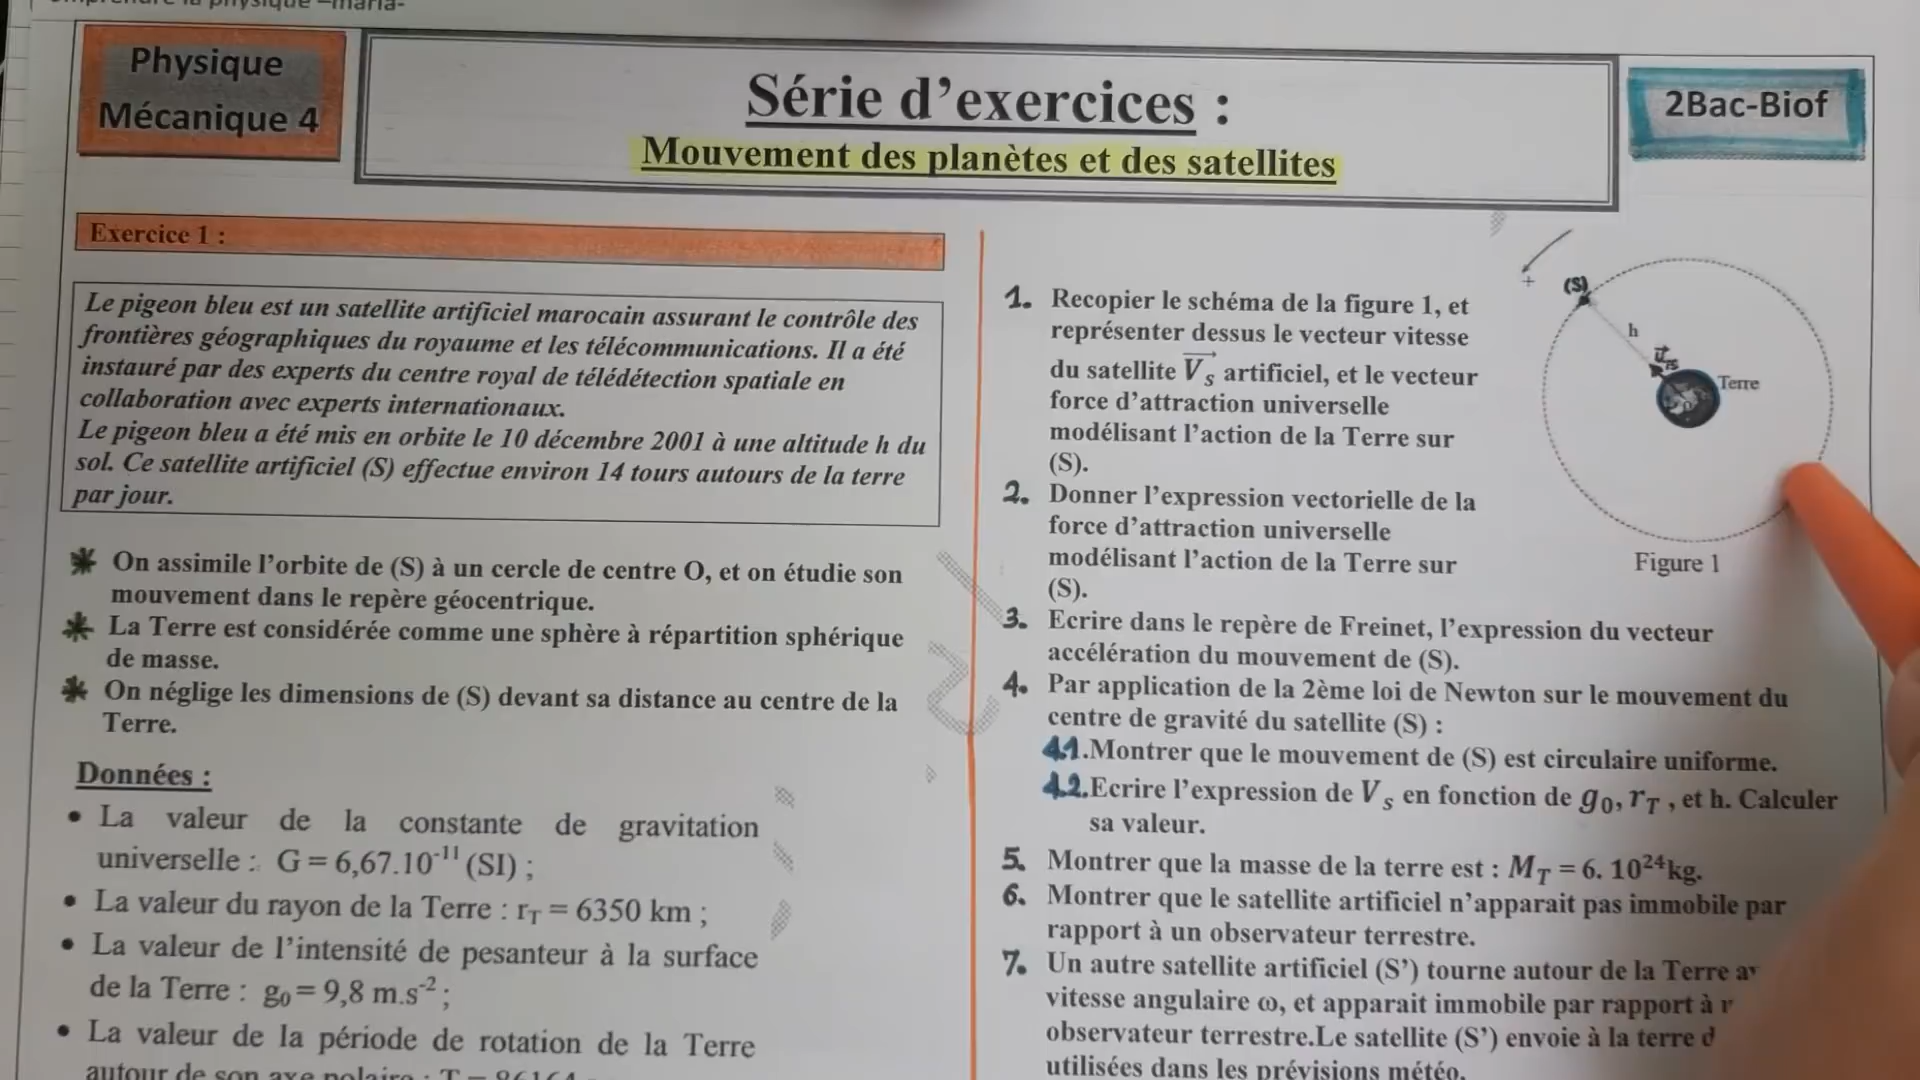 la physique –maria-
Physique
Mécanique 4
Série d’exercices :
Mouvement des planètes et des satellites
2Bac-Biof
Exercice 1 :
Le pigeon bleu est un satellite artificiel marocain assurant le contrôle des
frontières géographiques du royaume et les télécommunications. Il a été
instauré par des experts du centre royal de télédétection spatiale en
collaboration avec experts internationaux.
Le pigeon bleu a été mis en orbite le 10 décembre 2001 à une altitude h du
sol. Ce satellite artificiel (S) effectue environ 14 tours autours de la terre
par jour.
On assimile l’orbite de (S) à un cercle de centre O, et on étudie son
mouvement dans le repère géocentrique.
La Terre est considérée comme une sphère à répartition sphérique
de masse.
On néglige les dimensions de (S) devant sa distance au centre de la
Terre.
Données :
• La valeur de la constante de gravitation
universelle : G = 6,67.10⁻¹¹ (SI) ;
• La valeur du rayon de la Terre : r_T = 6350 km ;
• La valeur de l’intensité de pesanteur à la surface
de la Terre : g₀ = 9,8 m.s⁻² ;
• La valeur de la période de rotation de la Terre
autour de son axe polaire : T = 86164
1. Recopier le schéma de la figure 1, et
représenter dessus le vecteur vitesse
du satellite V⃗_s artificiel, et le vecteur
force d’attraction universelle
modélisant l’action de la Terre sur
(S).
2. Donner l’expression vectorielle de la
force d’attraction universelle
modélisant l’action de la Terre sur
(S).
3. Ecrire dans le repère de Freinet, l’expression du vecteur
accélération du mouvement de (S).
4. Par application de la 2ème loi de Newton sur le mouvement du
centre de gravité du satellite (S) :
4.1.Montrer que le mouvement de (S) est circulaire uniforme.
4.2.Ecrire l’expression de V_s en fonction de g₀, r_T , et h. Calculer
sa valeur.
5. Montrer que la masse de la terre est : M_T = 6. 10²⁴kg.
6. Montrer que le satellite artificiel n’apparait pas immobile par
rapport à un observateur terrestre.
7. Un autre satellite artificiel (S’) tourne autour de la Terre
vitesse angulaire ω, et apparait immobile par rapport à
observateur terrestre.Le satellite (S’) envoie à la terre
utilisées dans les prévisions météo.
+
(S)
h
u⃗_TS
Terre
Figure 1